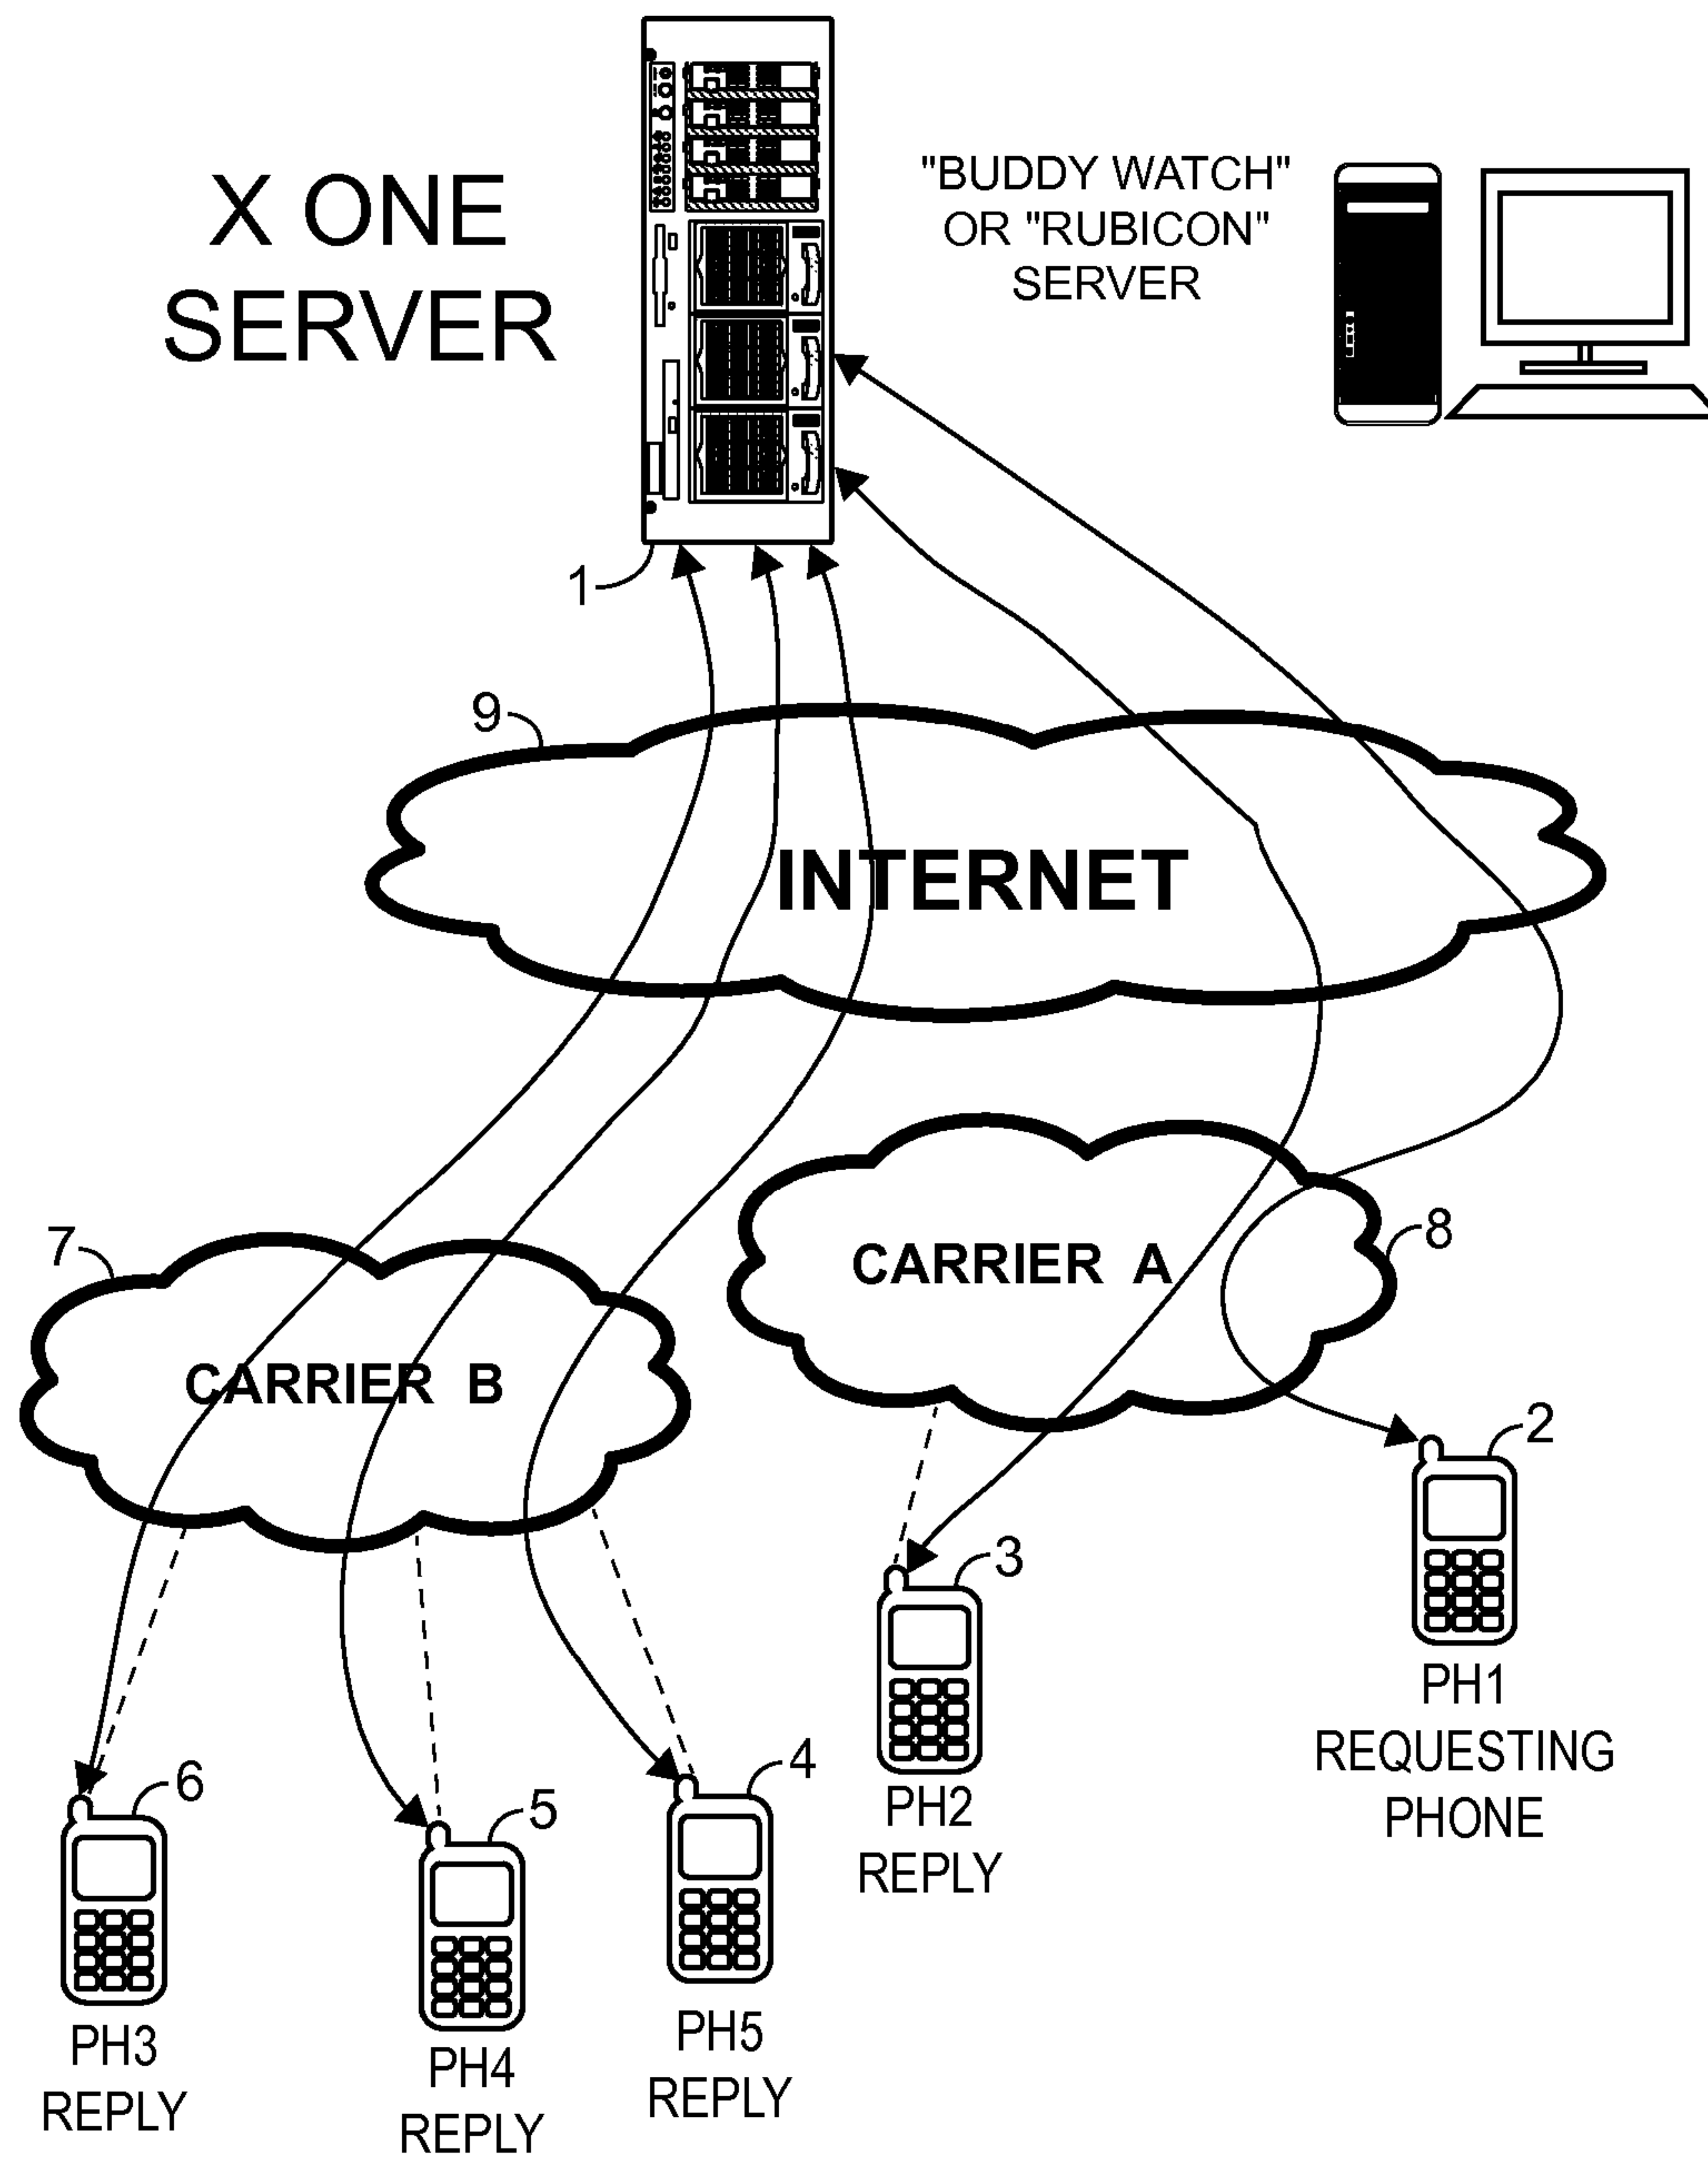 X ONE
SERVER
"BUDDY WATCH"
OR "RUBICON"
SERVER
1
9
INTERNET
7
CARRIER B
CARRIER A
8
2
3
4
5
6
PH1
REQUESTING
PHONE
PH2
REPLY
PH5
REPLY
PH4
REPLY
PH3
REPLY